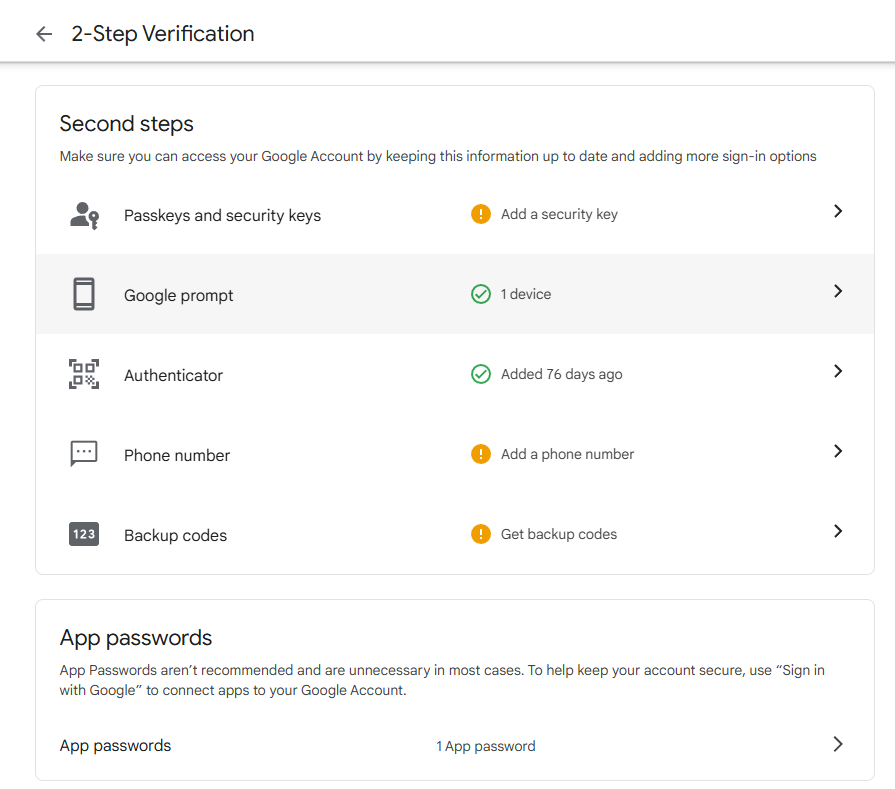 2-Step Verification
Second steps
Make sure you can access your Google Account by keeping this information up to date and adding more sign-in options
Passkeys and security keys
Add a security key
Google prompt
1 device
Authenticator
Added 76 days ago
Phone number
Add a phone number
123
Backup codes
Get backup codes
App passwords
App Passwords aren’t recommended and are unnecessary in most cases. To help keep your account secure, use “Sign in
with Google” to connect apps to your Google Account.
App passwords
1 App password